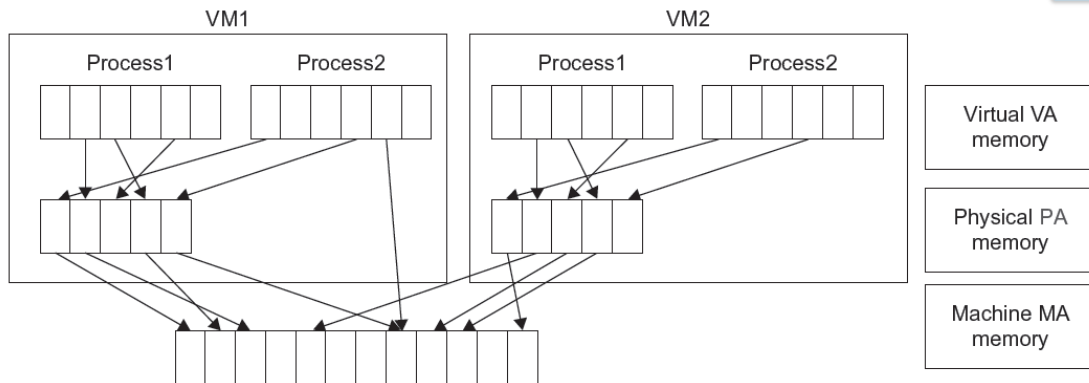 VM1
VM2
Process1
Process2
Process1
Process2
Virtual VA
memory
Physical PA
memory
Machine MA
memory